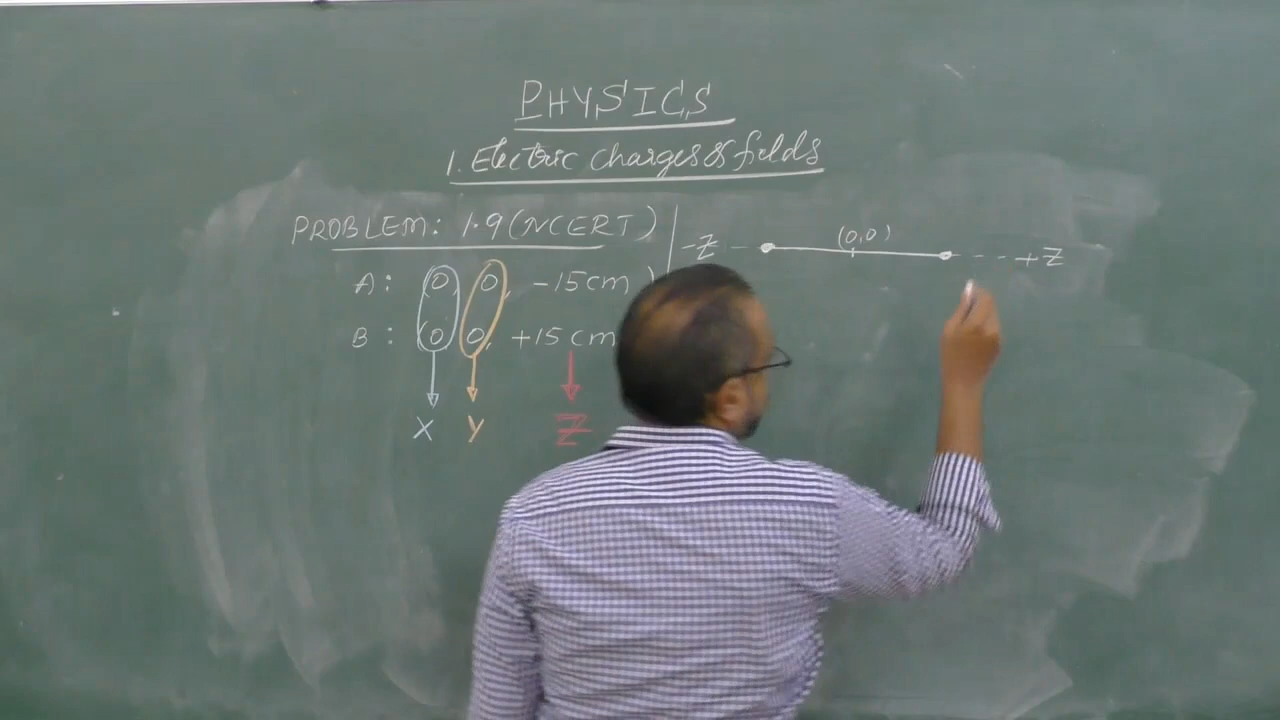 PHYSICS
1. Electric charges & fields
PROBLEM: 1.9 (NCERT)
A: (0 0, -15cm )
B : (0 0, +15 cm
X Y Z
-Z (0,0) +Z